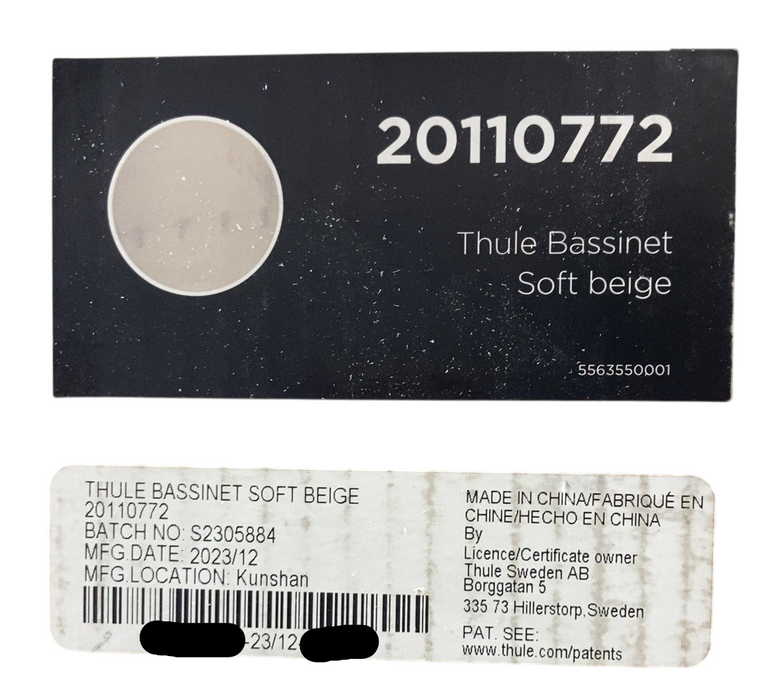 20110772
Thule Bassinet
Soft beige
5563550001
THULE BASSINET SOFT BEIGE
20110772
BATCH NO: S2305884
MFG.DATE: 2023/12
MFG.LOCATION: Kunshan
-23/12-
MADE IN CHINA/FABRIQUÉ EN
CHINE/HECHO EN CHINA
By
Licence/Certificate owner
Thule Sweden AB
Borggatan 5
335 73 Hillerstorp,Sweden
PAT. SEE:
www.thule.com/patents